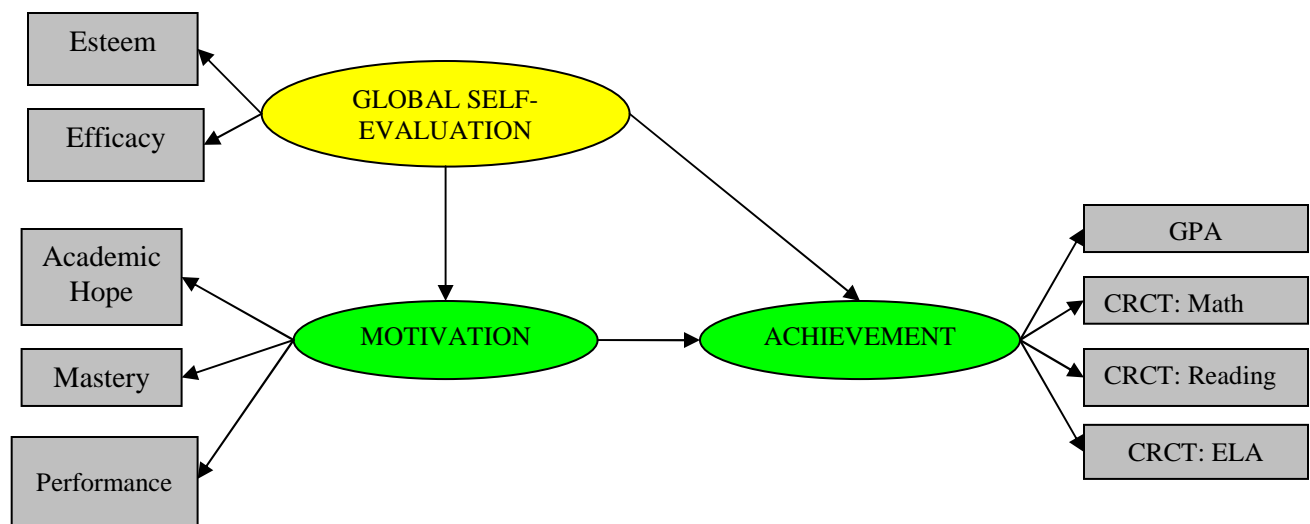 Esteem
Efficacy
GLOBAL SELF-
EVALUATION
Academic
Hope
Mastery
Performance
MOTIVATION
ACHIEVEMENT
GPA
CRCT: Math
CRCT: Reading
CRCT: ELA